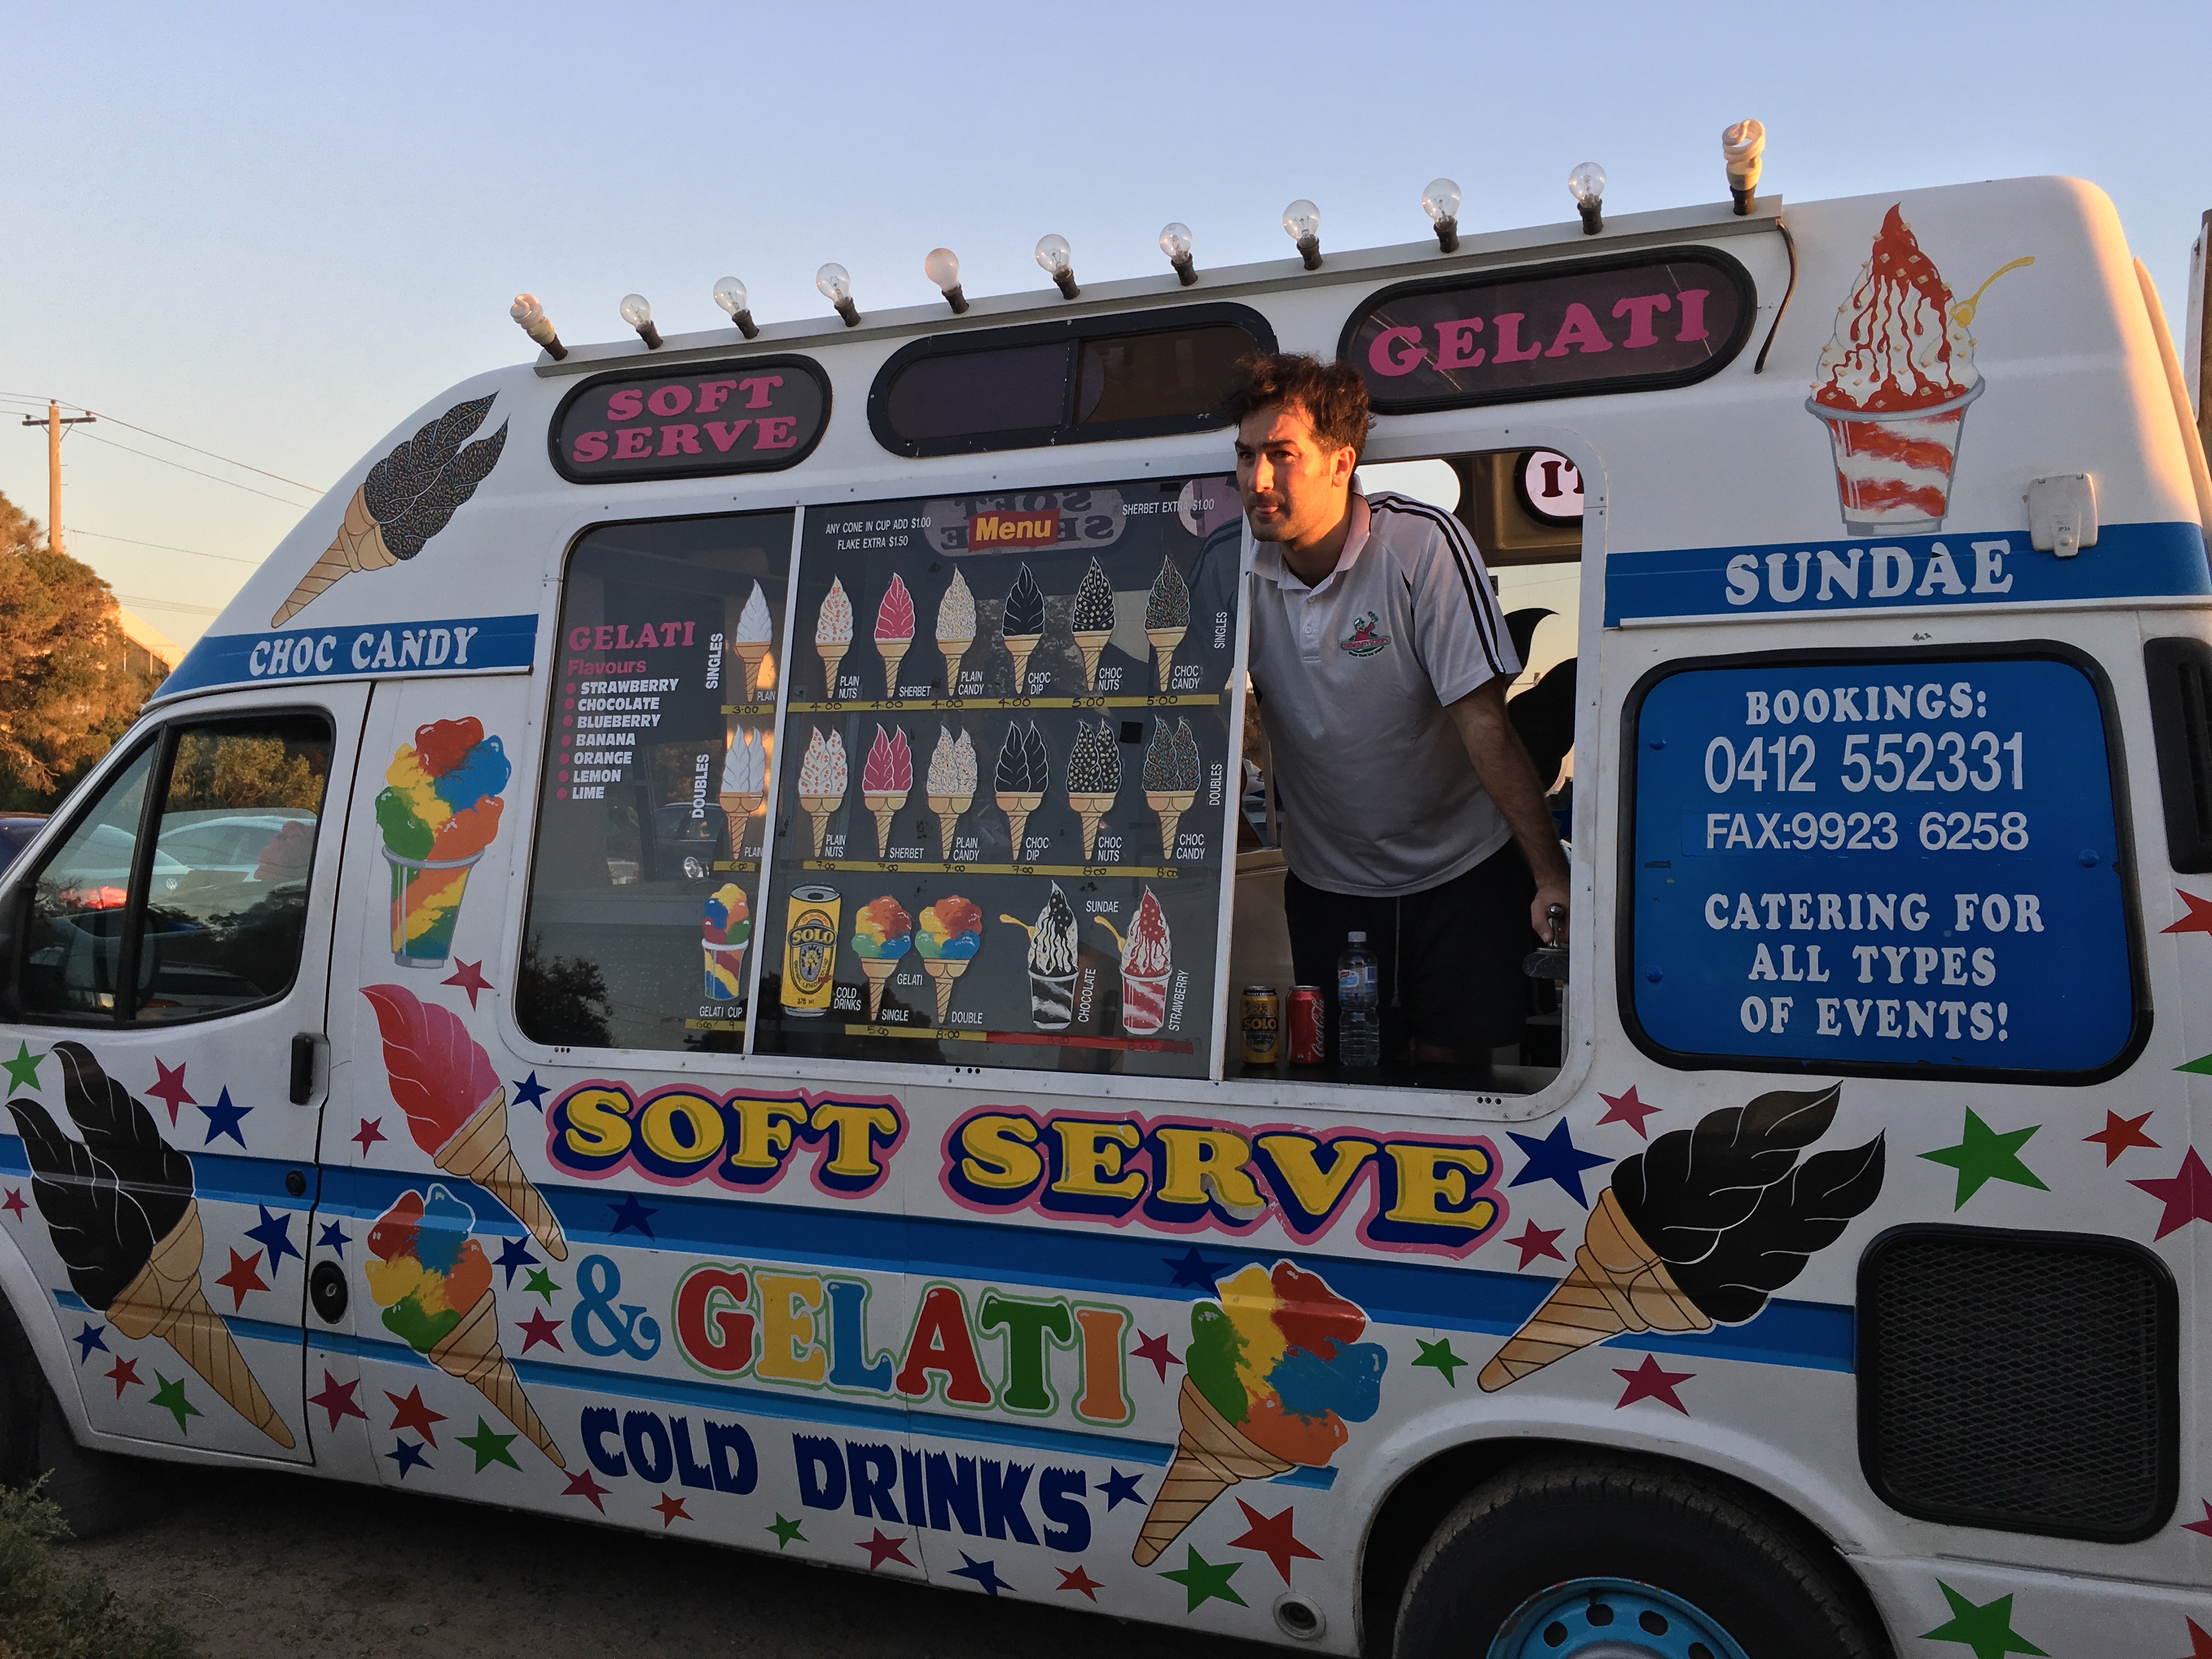 SOFT
SERVE
GELATI
CHOC CANDY
SUNDAE
ANY CONE IN CUP ADD $1.00
FLAKE EXTRA $1.50
Menu
SHERBET EXTRA $1.00
GELATI
Flavours
STRAWBERRY
CHOCOLATE
BLUEBERRY
BANANA
ORANGE
LEMON
LIME
SINGLES
PLAIN
PLAIN NUTS
SHERBET
PLAIN CANDY
CHOC DIP
CHOC NUTS
CHOC CANDY
SINGLES
3.00 4.00 4.00 4.00 4.00 5.00 5.00
DOUBLES
PLAIN
PLAIN NUTS
SHERBET
PLAIN CANDY
CHOC DIP
CHOC NUTS
CHOC CANDY
DOUBLES
GELATI CUP
SOLO
COLD DRINKS
GELATI
SINGLE
DOUBLE
5.00
SUNDAE
CHOCOLATE
STRAWBERRY
SOLO
Coca-Cola
BOOKINGS:
0412 552331
FAX:9923 6258
CATERING FOR
ALL TYPES
OF EVENTS!
SOFT SERVE
& GELATI
COLD DRINKS